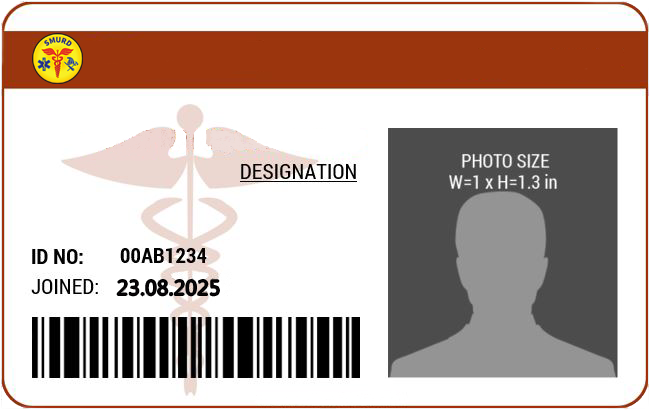 SMURD
DESIGNATION
PHOTO SIZE
W=1 x H=1.3 in
ID NO: 00AB1234
JOINED: 23.08.2025